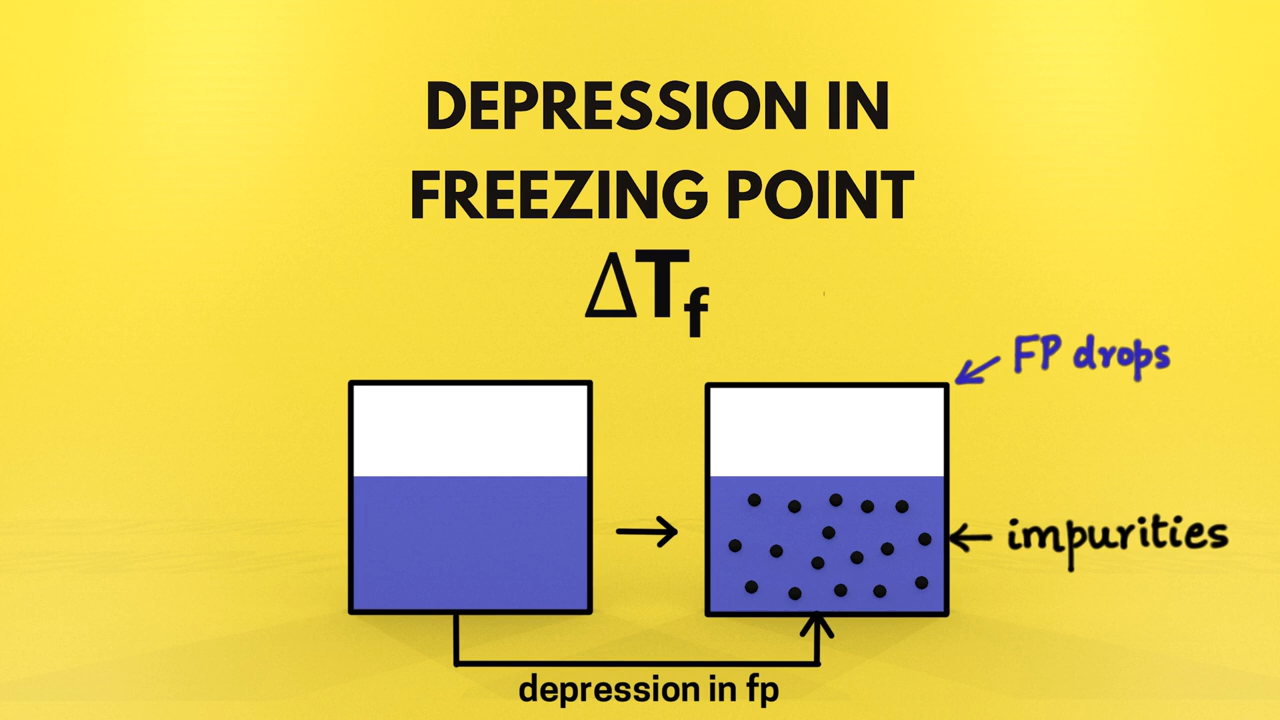 DEPRESSION IN
FREEZING POINT
ΔTf
FP drops
impurities
depression in fp